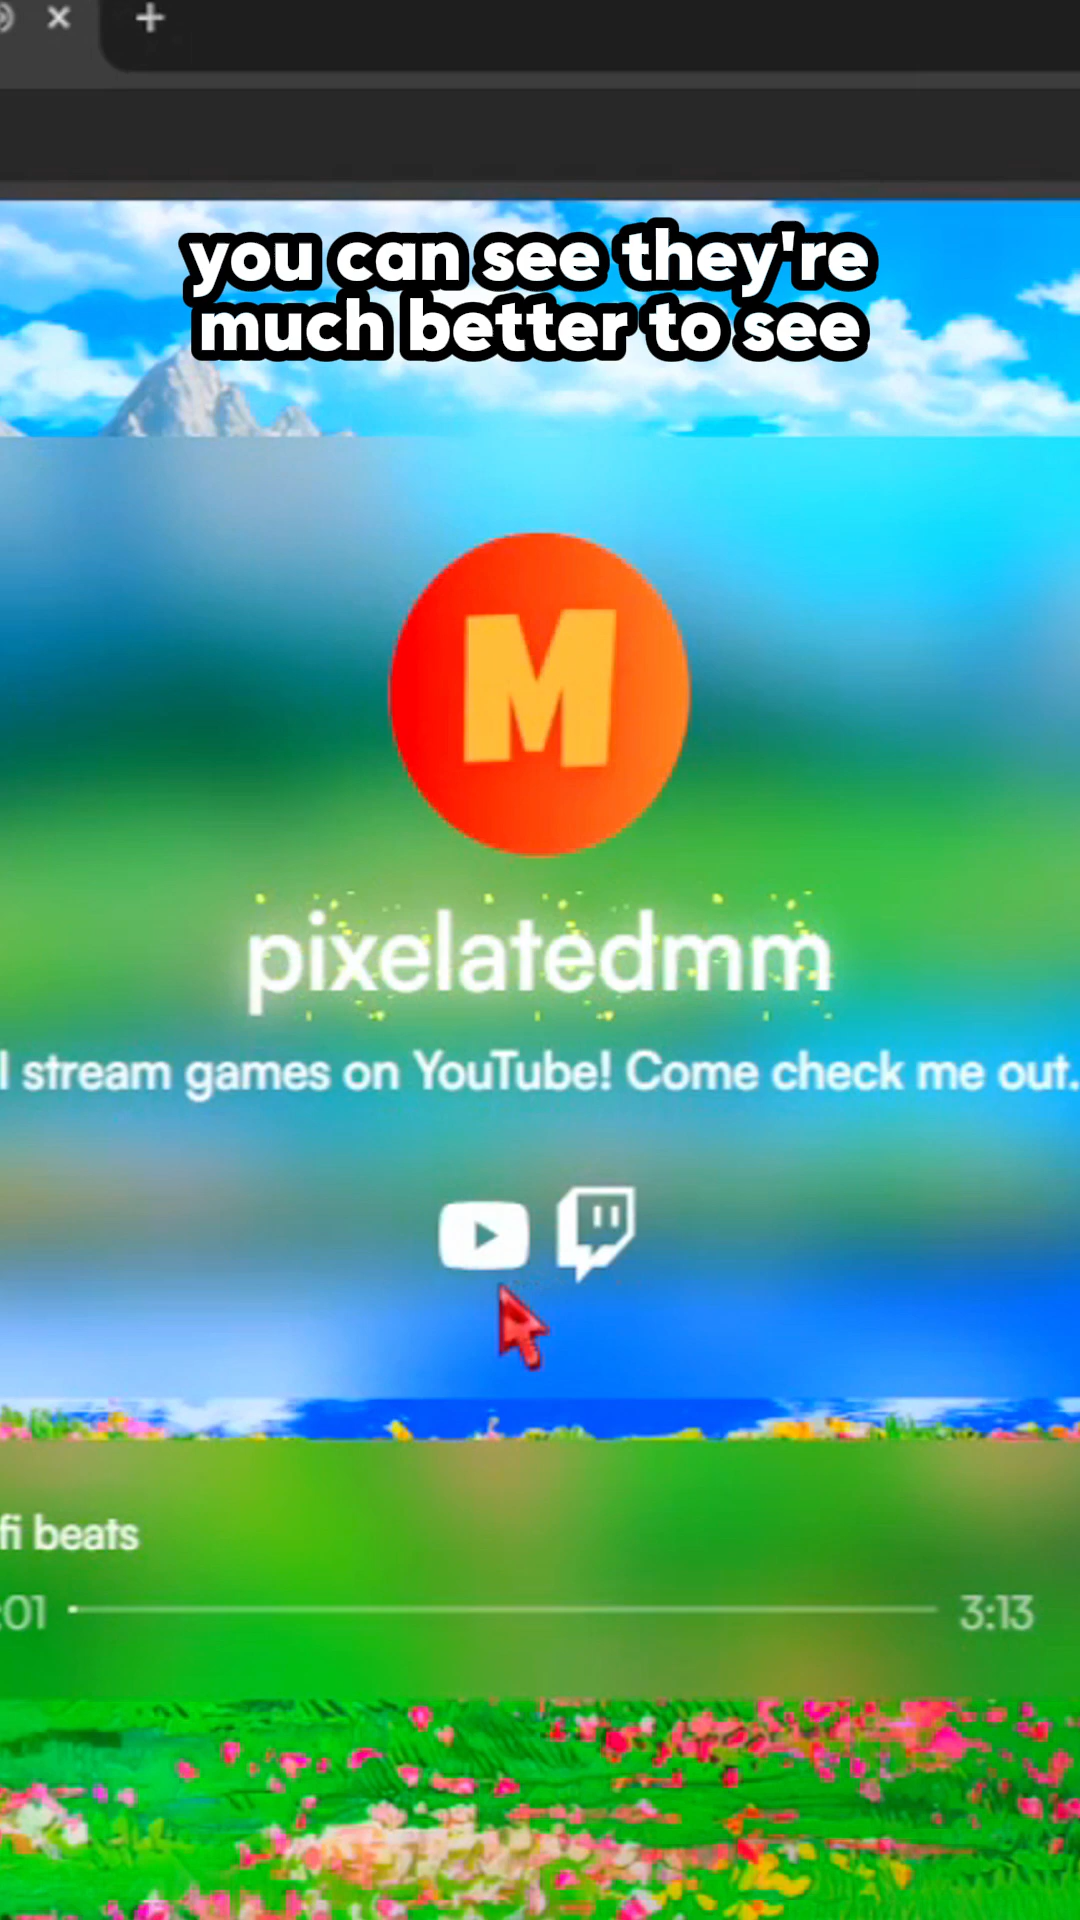 you can see they're
much better to see
M
pixelatedmm
I stream games on YouTube! Come check me out.
fi beats
:01
3:13